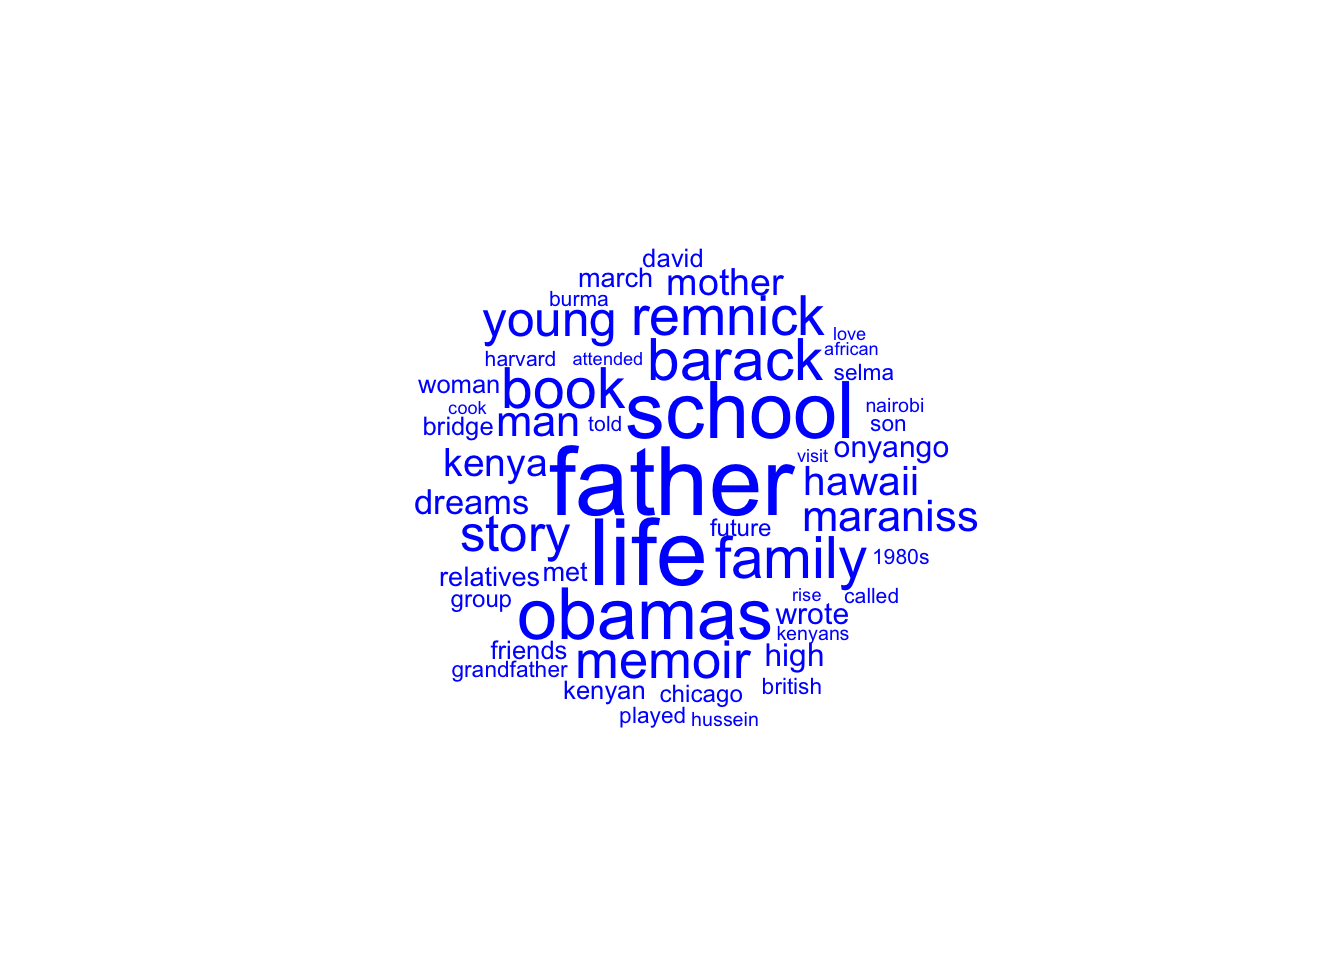 david
march mother
burma
young remnick
love
harvard attended barack african
selma
woman book school
cook nairobi
bridge man told son
kenya father visit onyango
hawaii
dreams maraniss
story life future
family 1980s
relatives met
group obamas rise called
wrote
kenyans
friends memoir high
grandfather
kenyan chicago british
played hussein